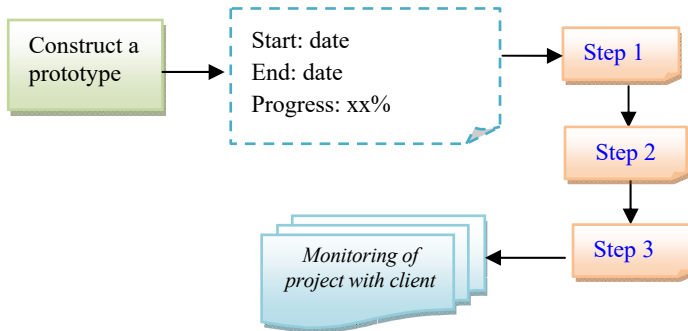 Construct a
prototype
Start: date
End: date
Progress: xx%
Step 1
Step 2
Step 3
Monitoring of
project with client